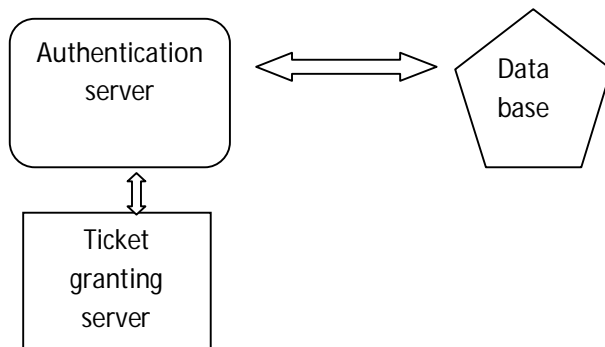 Authentication
server
Data
base
Ticket
granting
server